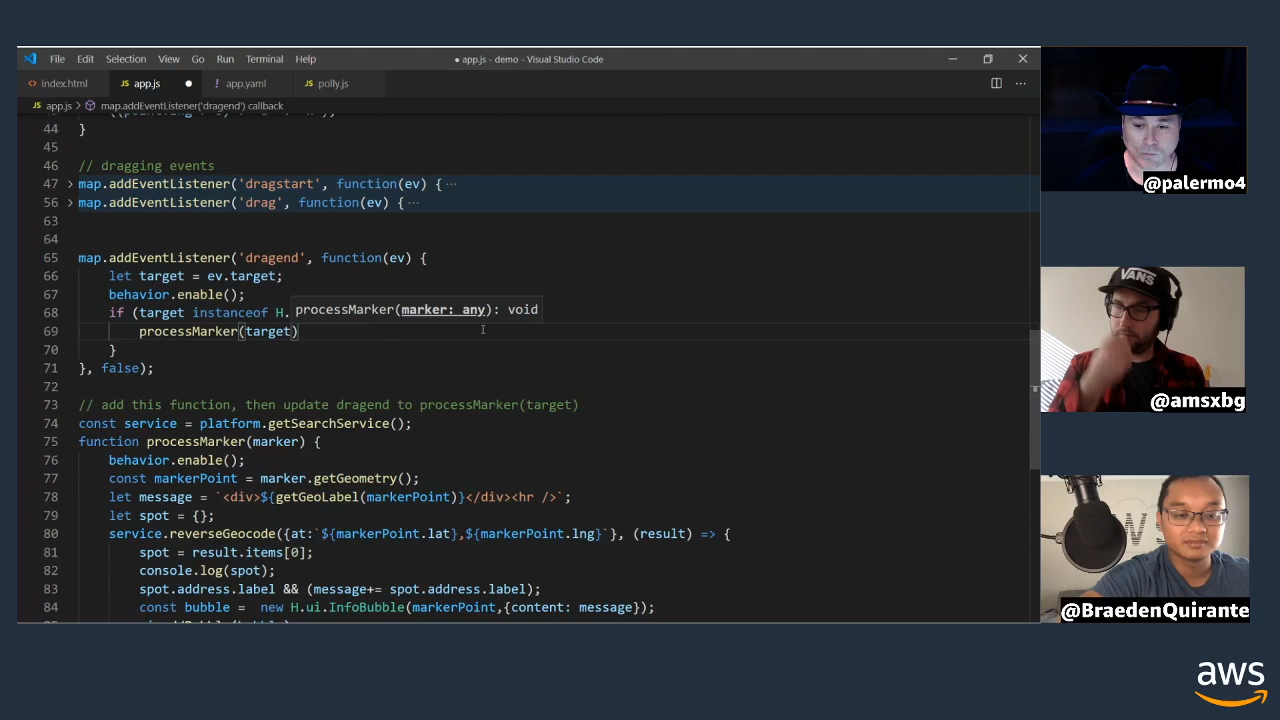 File Edit Selection View Go Run Terminal Help
● app.js - demo - Visual Studio Code
index.html JS app.js ● ! app.yaml JS polly.js
JS app.js > map.addEventListener('dragend') callback
44 }
45
46 // dragging events
47 > map.addEventListener('dragstart', function(ev) { ···
56 > map.addEventListener('drag', function(ev) { ···
63
64
65 map.addEventListener('dragend', function(ev) {
66 let target = ev.target;
67 behavior.enable();
68 if (target instanceof H.
processMarker(marker: any): void
69 processMarker(target)
70 }
71 }, false);
72
73 // add this function, then update dragend to processMarker(target)
74 const service = platform.getSearchService();
75 function processMarker(marker) {
76 behavior.enable();
77 const markerPoint = marker.getGeometry();
78 let message = `<div>${getGeoLabel(markerPoint)}</div><hr />`;
79 let spot = {};
80 service.reverseGeocode({at:`${markerPoint.lat},${markerPoint.lng}`}, (result) => {
81 spot = result.items[0];
82 console.log(spot);
83 spot.address.label && (message+= spot.address.label);
84 const bubble = new H.ui.InfoBubble(markerPoint,{content: message});
@palermo4
VANS
@amsxbg
@BraedenQuirante
aws